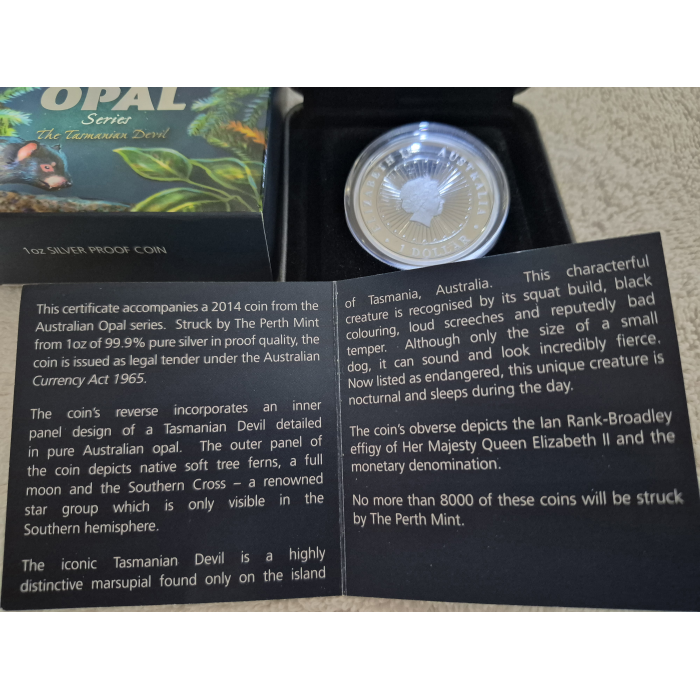 OPAL
Series
The Tasmanian Devil
1oz SILVER PROOF COIN
ELIZABETH II AUSTRALIA
1 DOLLAR
This certificate accompanies a 2014 coin from the
Australian Opal series. Struck by The Perth Mint
from 1oz of 99.9% pure silver in proof quality, the
coin is issued as legal tender under the Australian
Currency Act 1965.
The coin's reverse incorporates an inner
panel design of a Tasmanian Devil detailed
in pure Australian opal. The outer panel of
the coin depicts native soft tree ferns, a full
moon and the Southern Cross – a renowned
star group which is only visible in the
Southern hemisphere.
The iconic Tasmanian Devil is a highly
distinctive marsupial found only on the island
of Tasmania, Australia. This characterful
creature is recognised by its squat build, black
colouring, loud screeches and reputedly bad
temper. Although only the size of a small
dog, it can sound and look incredibly fierce.
Now listed as endangered, this unique creature is
nocturnal and sleeps during the day.
The coin's obverse depicts the Ian Rank-Broadley
effigy of Her Majesty Queen Elizabeth II and the
monetary denomination.
No more than 8000 of these coins will be struck
by The Perth Mint.